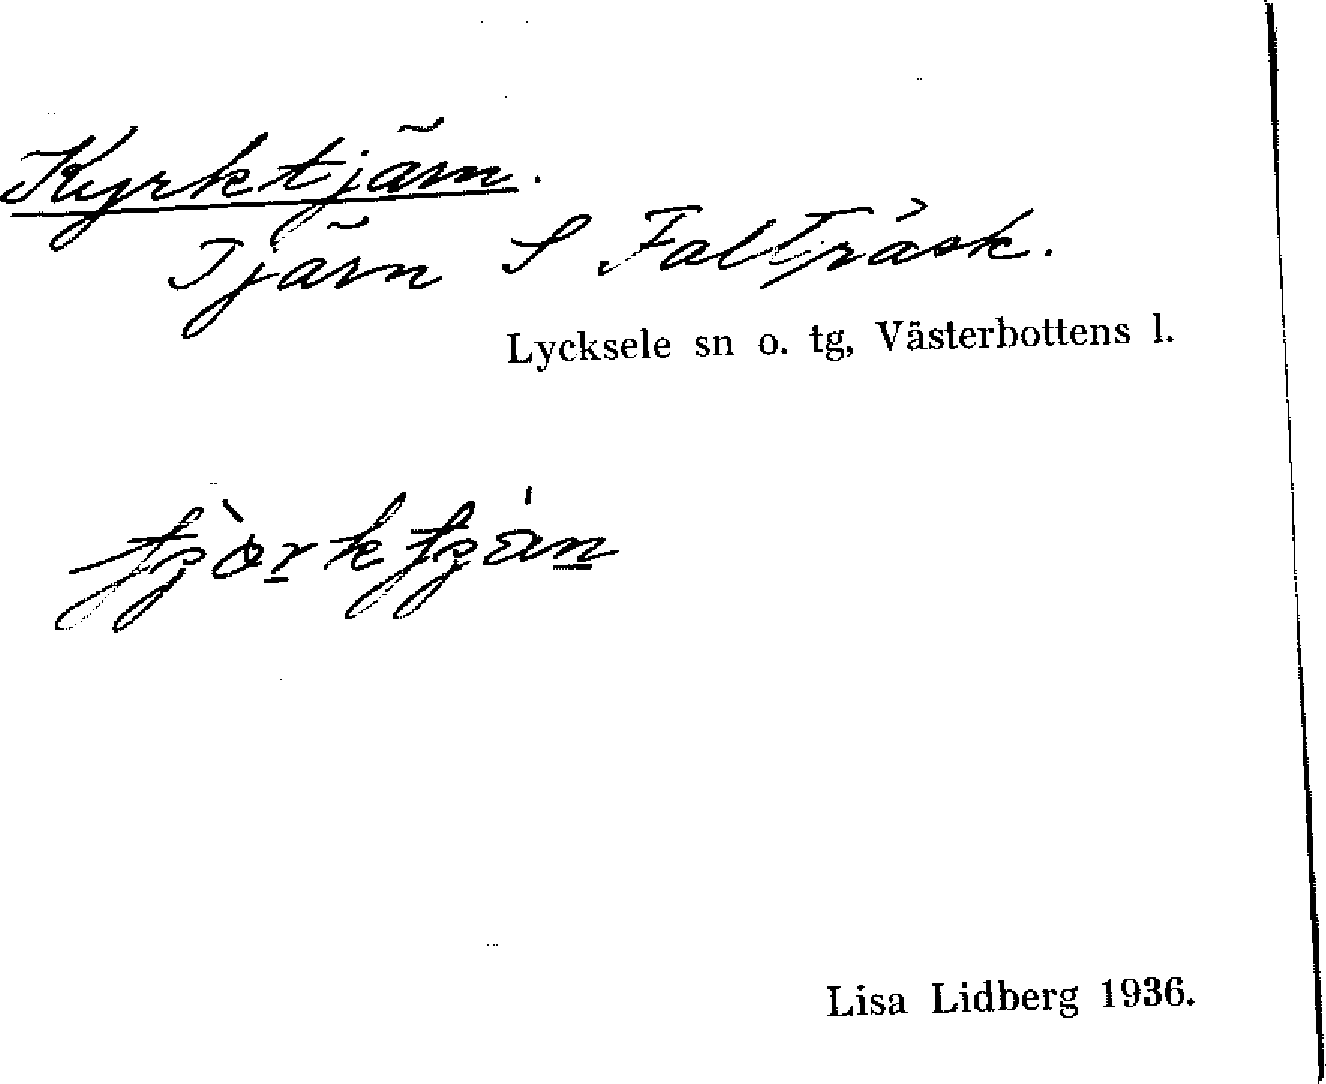 Kyrktjärn.
Tjärn S Falträsk.
Lycksele sn o. tg, Västerbottens l.
Lisa Lidberg 1936.